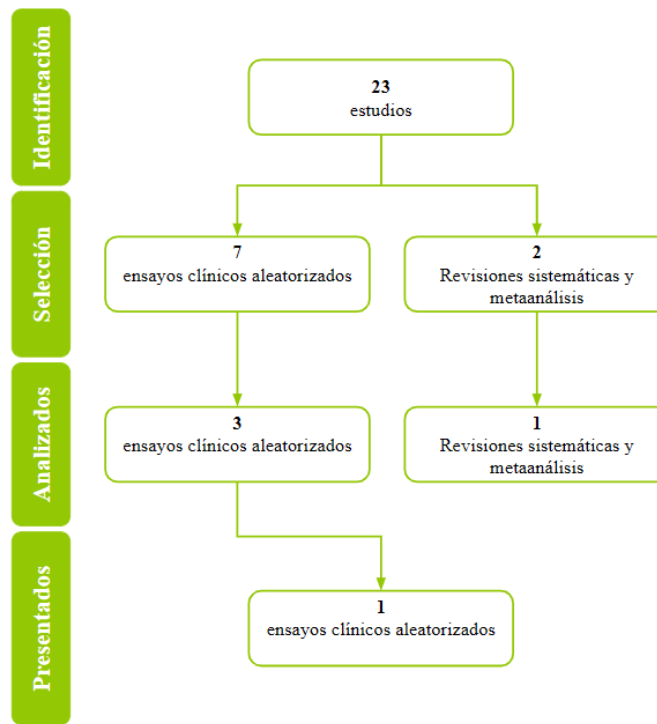 Identificación
23
estudios
Selección
7
ensayos clínicos aleatorizados
2
Revisiones sistemáticas y
metaanálisis
Analizados
3
ensayos clínicos aleatorizados
1
Revisiones sistemáticas y
metaanálisis
Presentados
1
ensayos clínicos aleatorizados